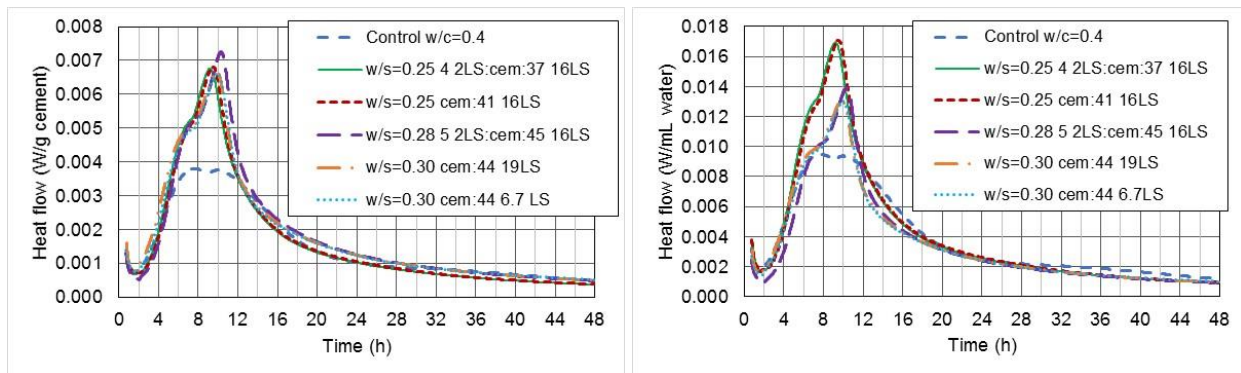 Heat flow (W/g cement)
0.008
0.007
0.006
0.005
0.004
0.003
0.002
0.001
0.000
Control w/c=0.4
w/s=0.25 4 2LS:cem:37 16LS
w/s=0.25 cem:41 16LS
w/s=0.28 5 2LS:cem:45 16LS
w/s=0.30 cem:44 19LS
w/s=0.30 cem:44 6.7 LS
0 4 8 12 16 20 24 28 32 36 40 44 48
Time (h)
Heat flow (W/mL water)
0.018
0.016
0.014
0.012
0.010
0.008
0.006
0.004
0.002
0.000
Control w/c=0.4
w/s=0.25 4 2LS:cem:37 16LS
w/s=0.25 cem:41 16LS
w/s=0.28 5 2LS:cem:45 16LS
w/s=0.30 cem:44 19LS
w/s=0.30 cem:44 6.7LS
0 4 8 12 16 20 24 28 32 36 40 44 48
Time (h)